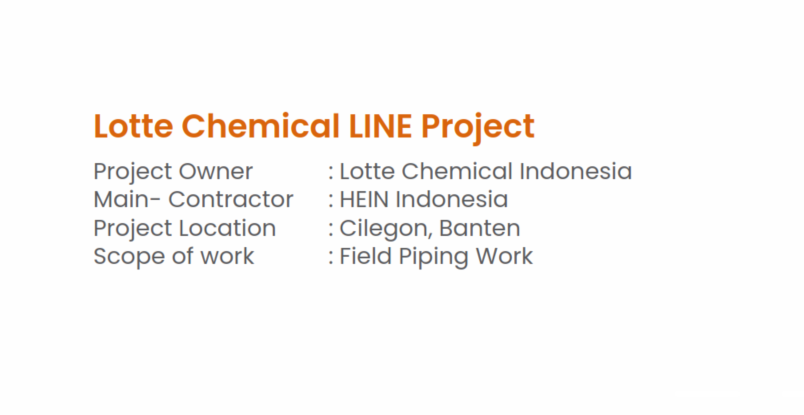 Lotte Chemical LINE Project
Project Owner : Lotte Chemical Indonesia
Main- Contractor : HEIN Indonesia
Project Location : Cilegon, Banten
Scope of work : Field Piping Work